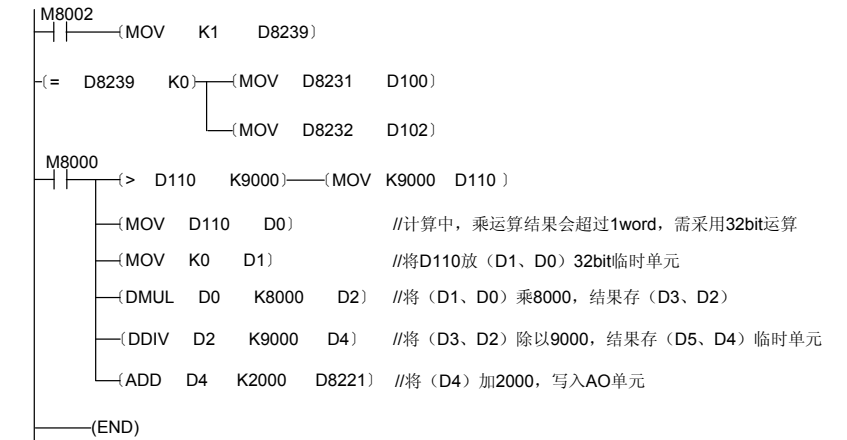 M8002
〔MOV K1 D8239〕
〔= D8239 K0〕〔MOV D8231 D100〕
〔MOV D8232 D102〕
M8000
〔> D110 K9000〕〔MOV K9000 D110 〕
〔MOV D110 D0〕 //计算中，乘运算结果会超过1word，需采用32bit运算
〔MOV K0 D1〕 //将D110放（D1、D0）32bit临时单元
〔DMUL D0 K8000 D2〕 //将（D1、D0）乘8000，结果存（D3、D2）
〔DDIV D2 K9000 D4〕 //将（D3、D2）除以9000，结果存（D5、D4）临时单元
〔ADD D4 K2000 D8221〕 //将（D4）加2000，写入AO单元
(END)